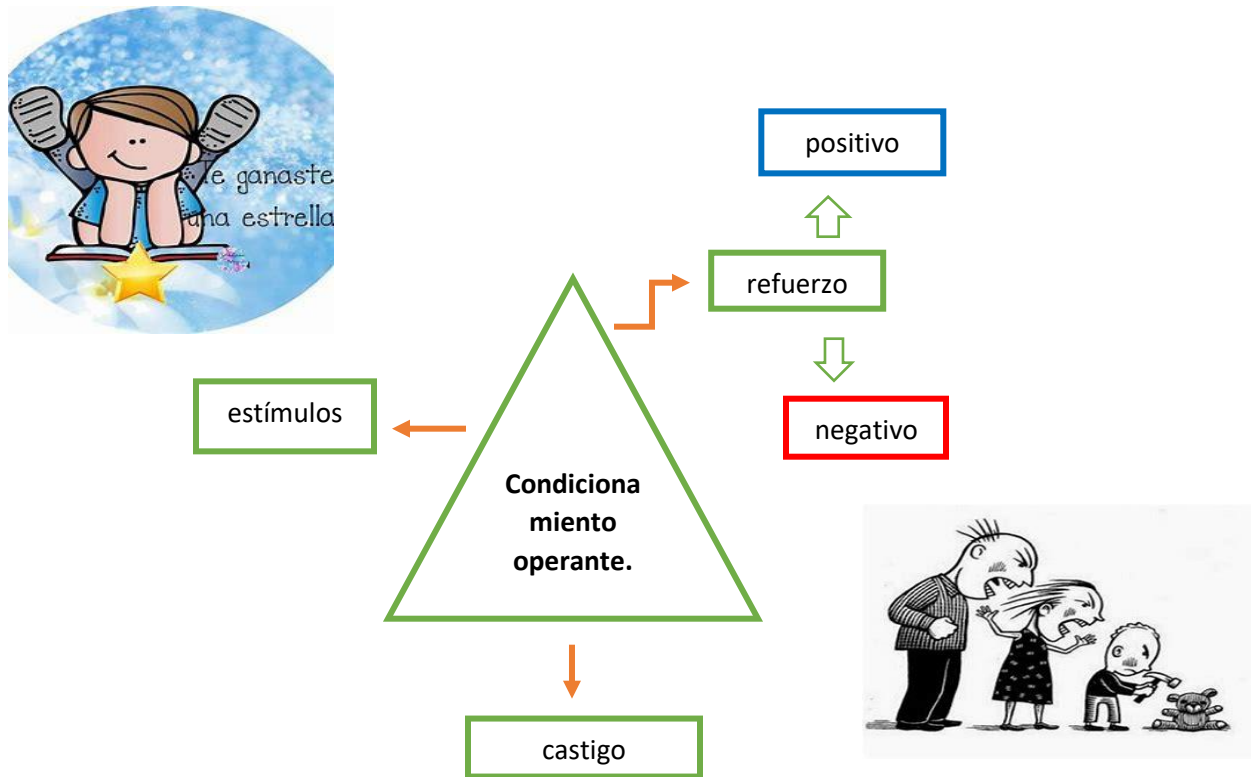 Te ganaste
una estrella
positivo
refuerzo
negativo
estímulos
Condiciona
miento
operante.
castigo